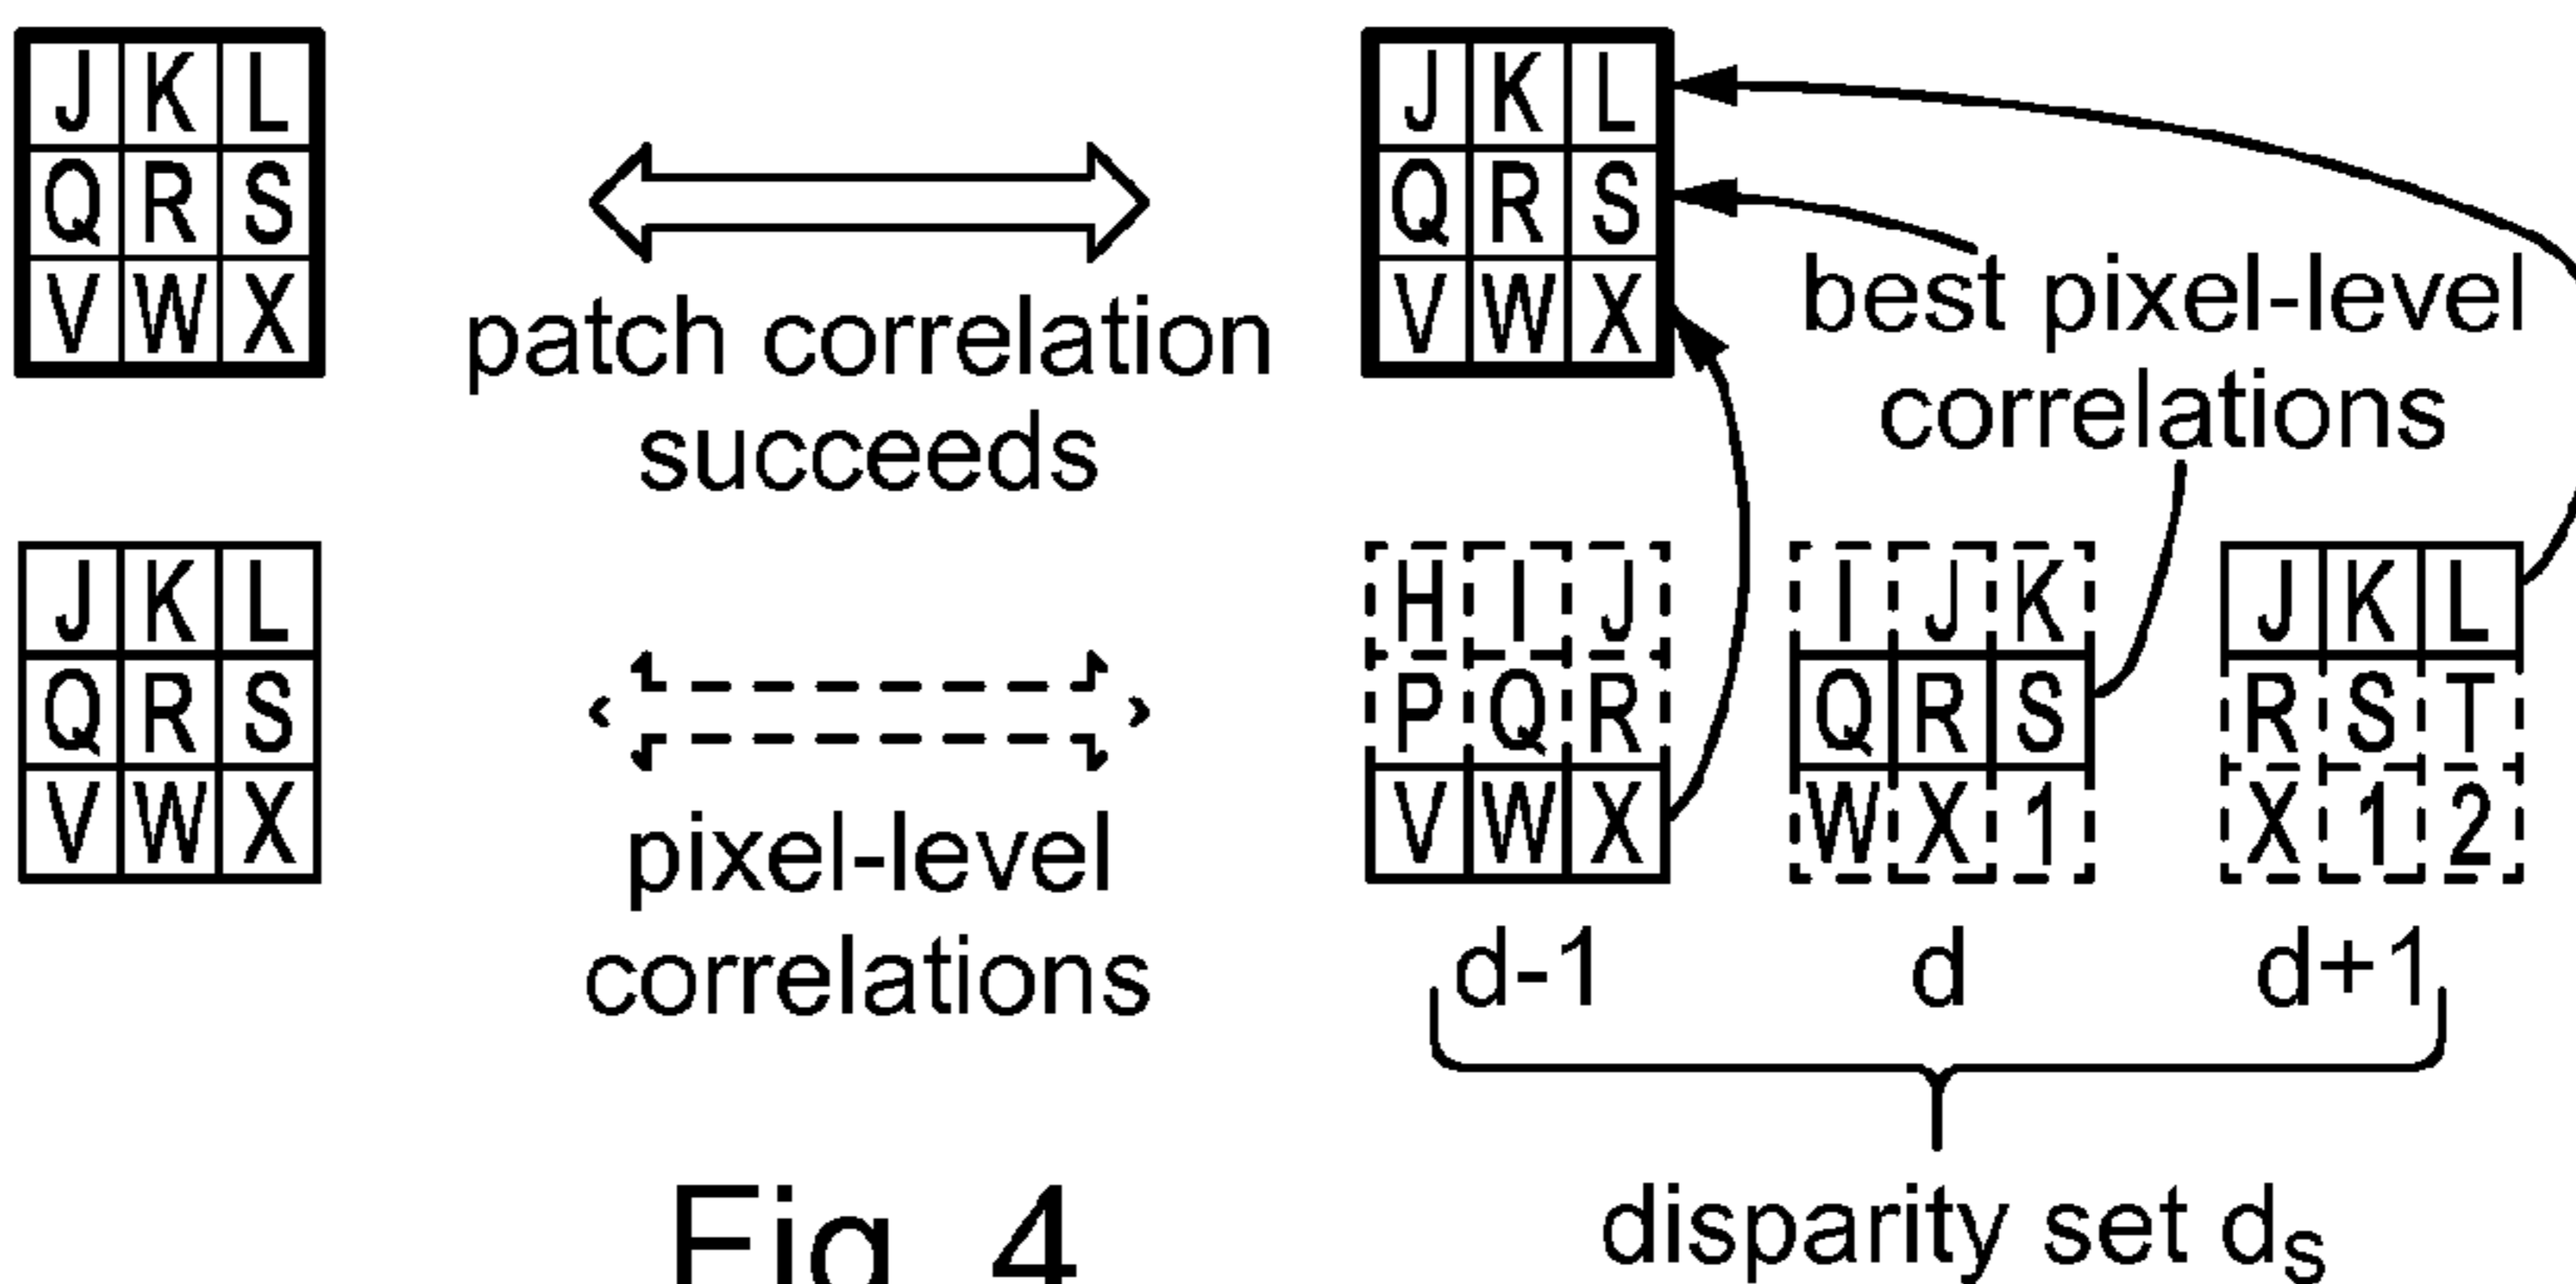 J K L
Q R S
V W X
patch correlation
succeeds
J K L
Q R S
V W X
best pixel-level
correlations
J K L
Q R S
V W X
pixel-level
correlations
H I J
P Q R
V W X
d-1
I J K
Q R S
W X 1
d
J K L
R S T
X 1 2
d+1
disparity set ds
Fig. 4